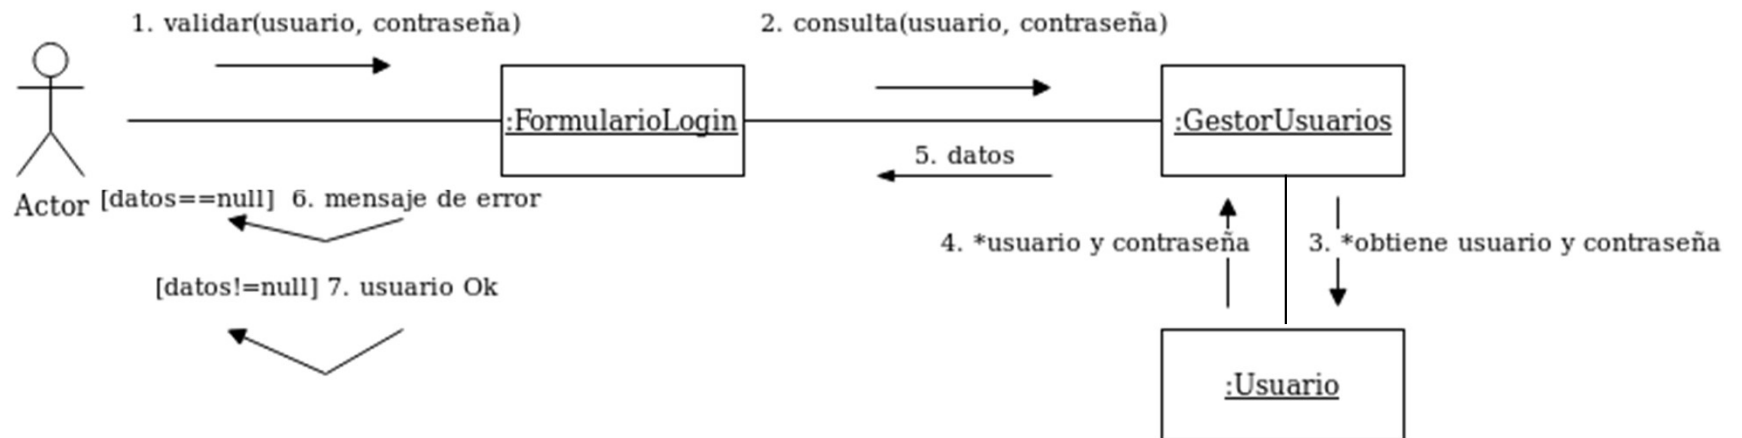 1. validar(usuario, contraseña)
2. consulta(usuario, contraseña)
:FormularioLogin
:GestorUsuarios
5. datos
Actor
[datos==null] 6. mensaje de error
4. *usuario y contraseña
3. *obtiene usuario y contraseña
[datos!=null] 7. usuario Ok
:Usuario